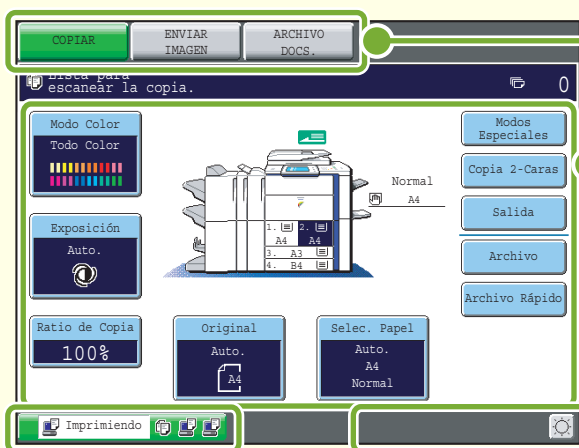 COPIAR
ENVIAR
IMAGEN
ARCHIVO
DOCS.
Lista para
escanear la copia.
0
Modo Color
Todo Color
Exposición
Auto.
Ratio de Copia
100%
Normal
A4
1.
2.
A4
A4
3. A3
4. B4
Original
Auto.
A4
Selec. Papel
Auto.
A4
Normal
Modos
Especiales
Copia 2-Caras
Salida
Archivo
Archivo Rápido
Imprimiendo